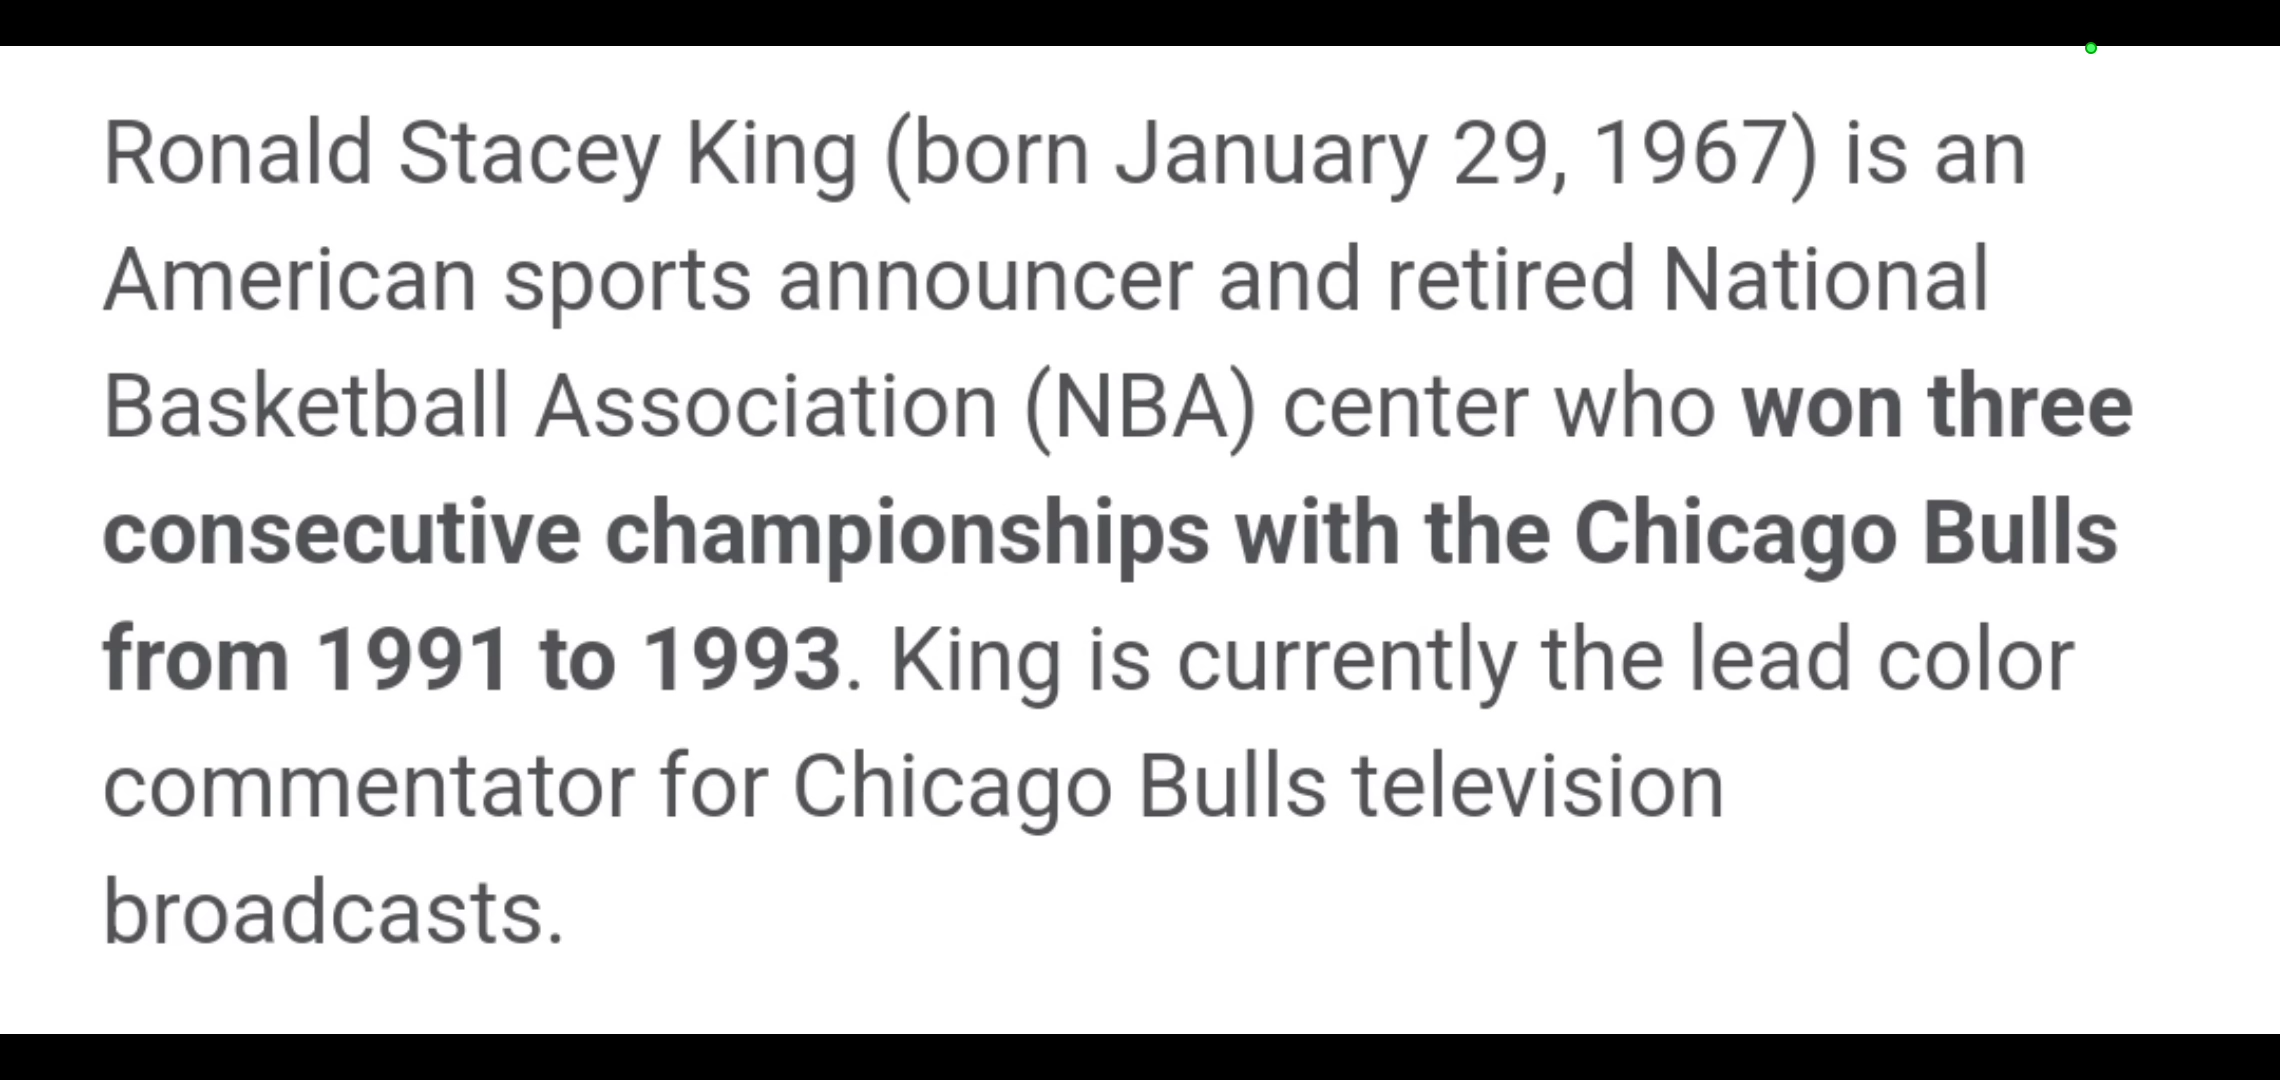 Ronald Stacey King (born January 29, 1967) is an
American sports announcer and retired National
Basketball Association (NBA) center who won three
consecutive championships with the Chicago Bulls
from 1991 to 1993. King is currently the lead color
commentator for Chicago Bulls television
broadcasts.